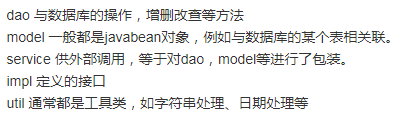 dao 与数据库的操作，增删改查等方法
model 一般都是javabean对象，例如与数据库的某个表相关联。
service 供外部调用，等于对dao，model等进行了包装。
impl 定义的接口
util 通常都是工具类，如字符串处理、日期处理等